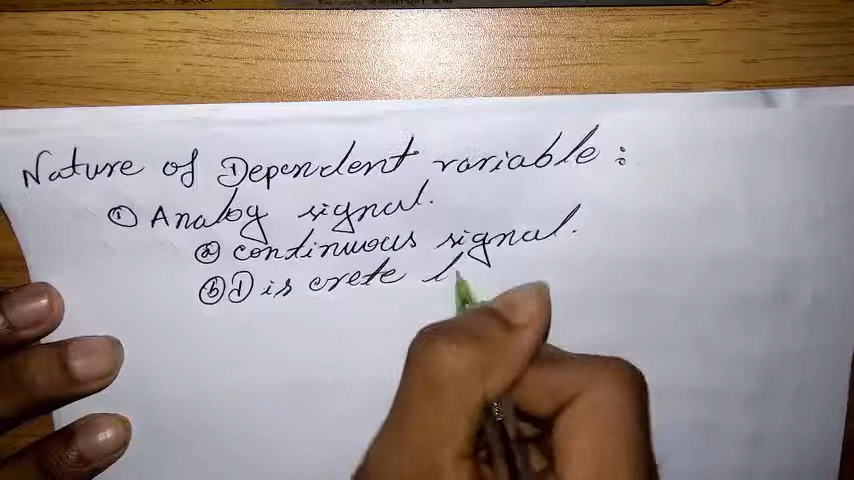 Nature of Dependent variable :
① Analog signal.
ⓐ continuous signal.
ⓑ Discrete